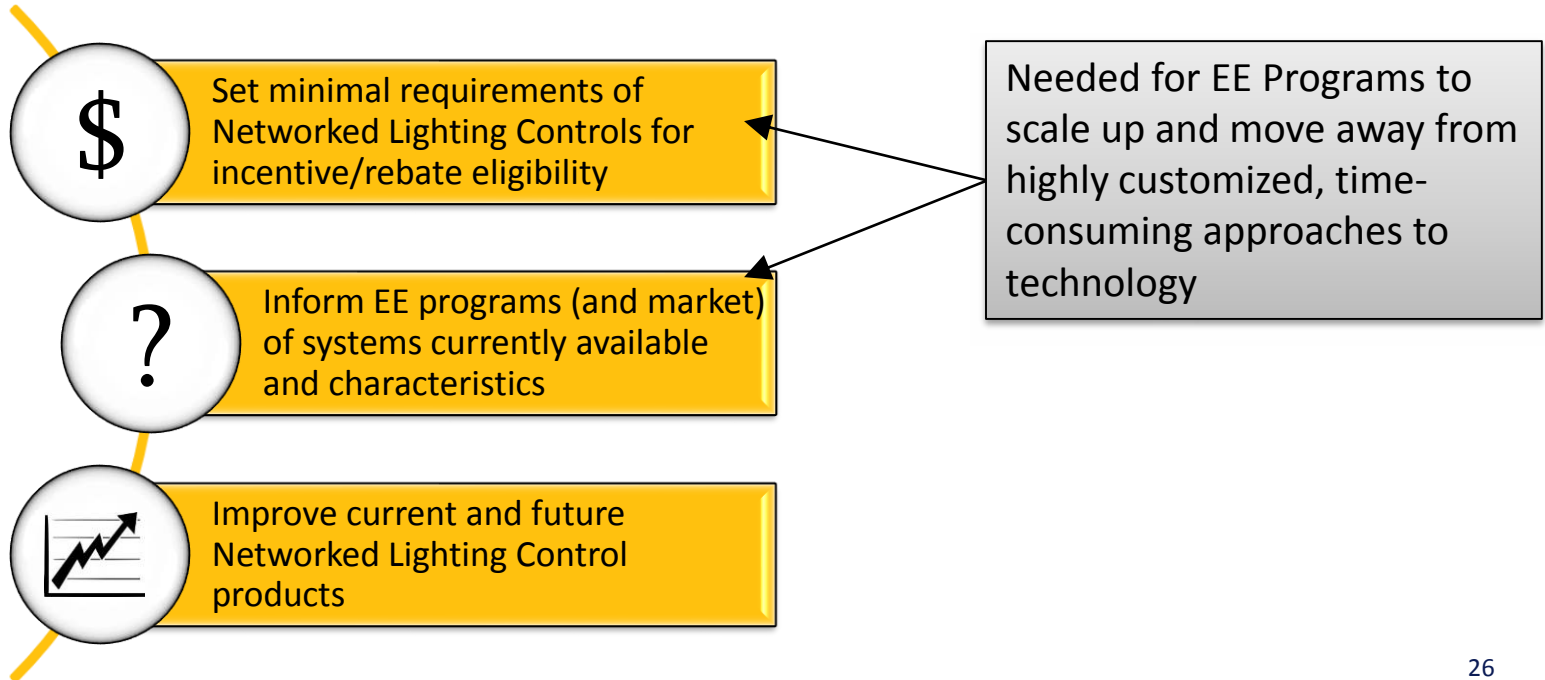 $
Set minimal requirements of
Networked Lighting Controls for
incentive/rebate eligibility
?
Inform EE programs (and market)
of systems currently available
and characteristics
Improve current and future
Networked Lighting Control
products
Needed for EE Programs to
scale up and move away from
highly customized, time-
consuming approaches to
technology
26